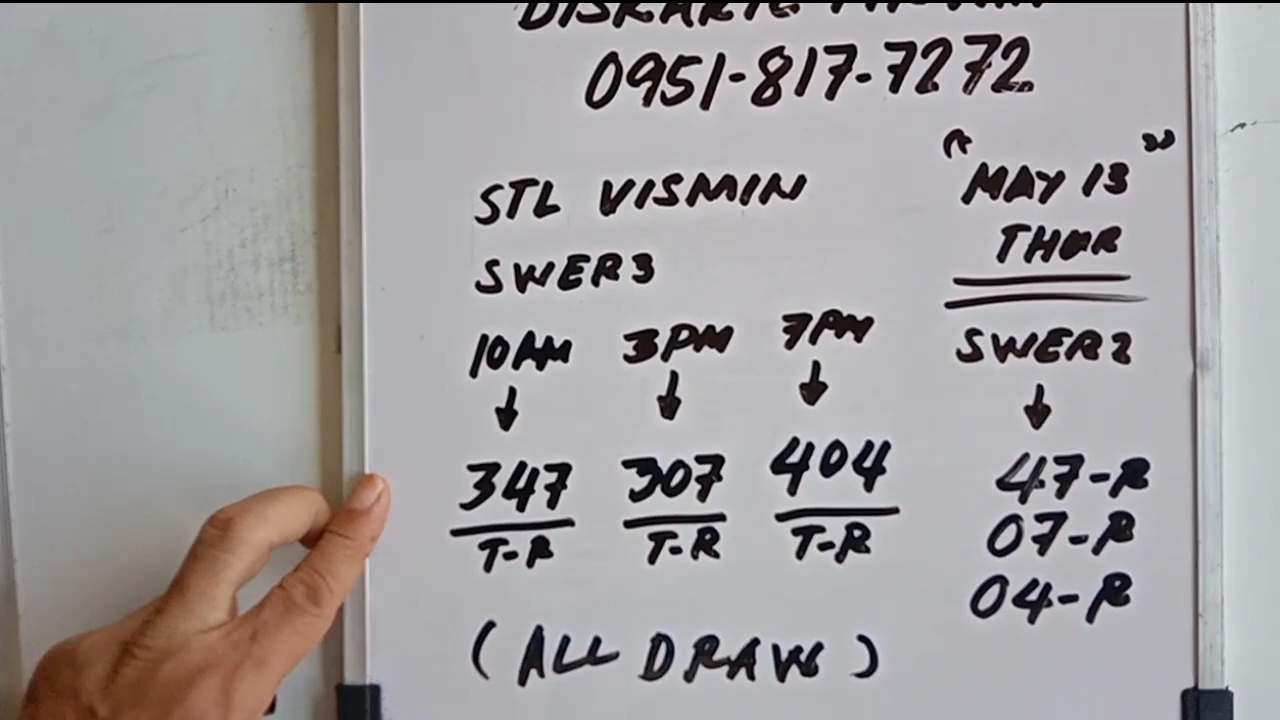 0951-817-7272
STL VISMIN
SWER3
10AM 3PM 7PM
347 307 404
T-R T-R T-R
(ALL DRAW)
"MAY 13"
THUR
SWER2
47-R
07-R
04-R